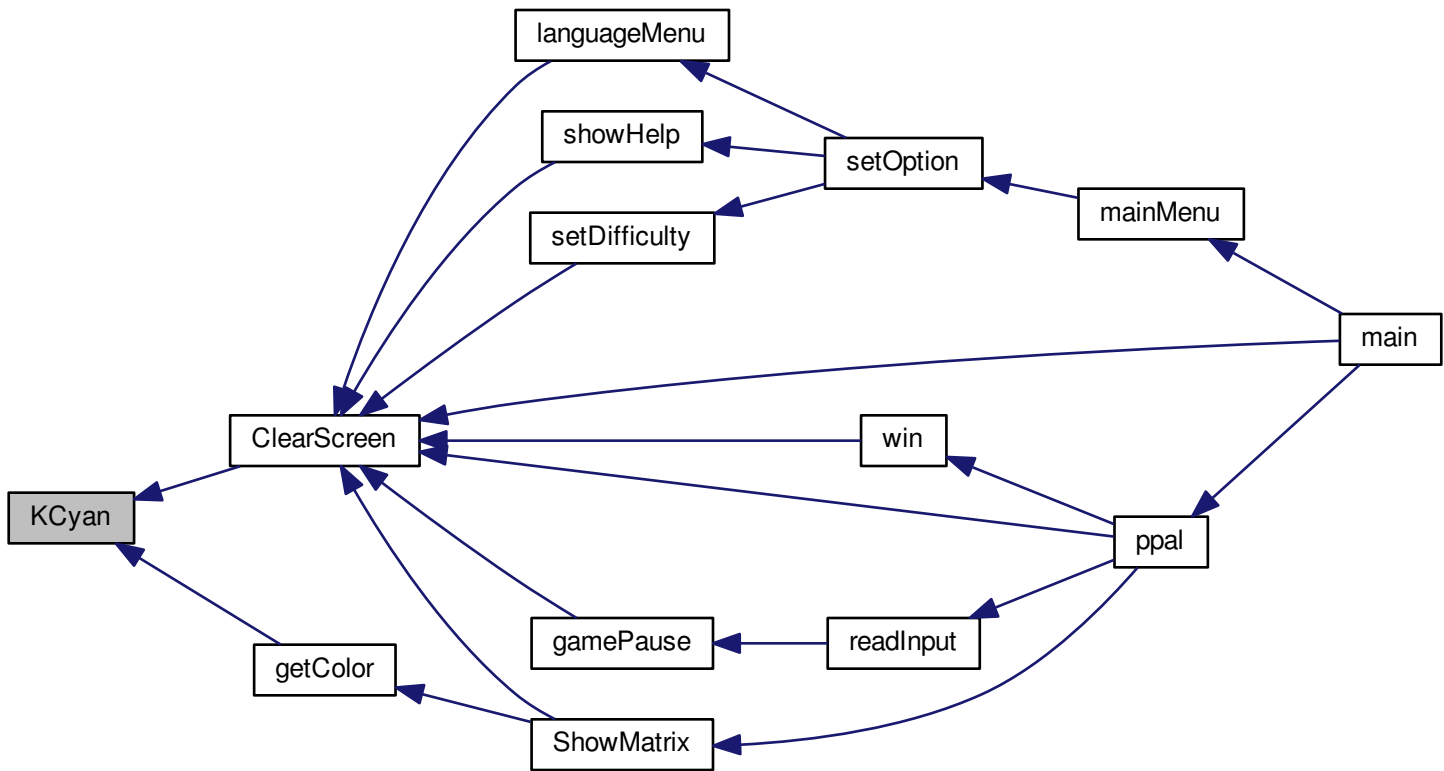 languageMenu
showHelp
setOption
mainMenu
setDifficulty
main
ClearScreen
win
KCyan
ppal
gamePause
readInput
getColor
ShowMatrix